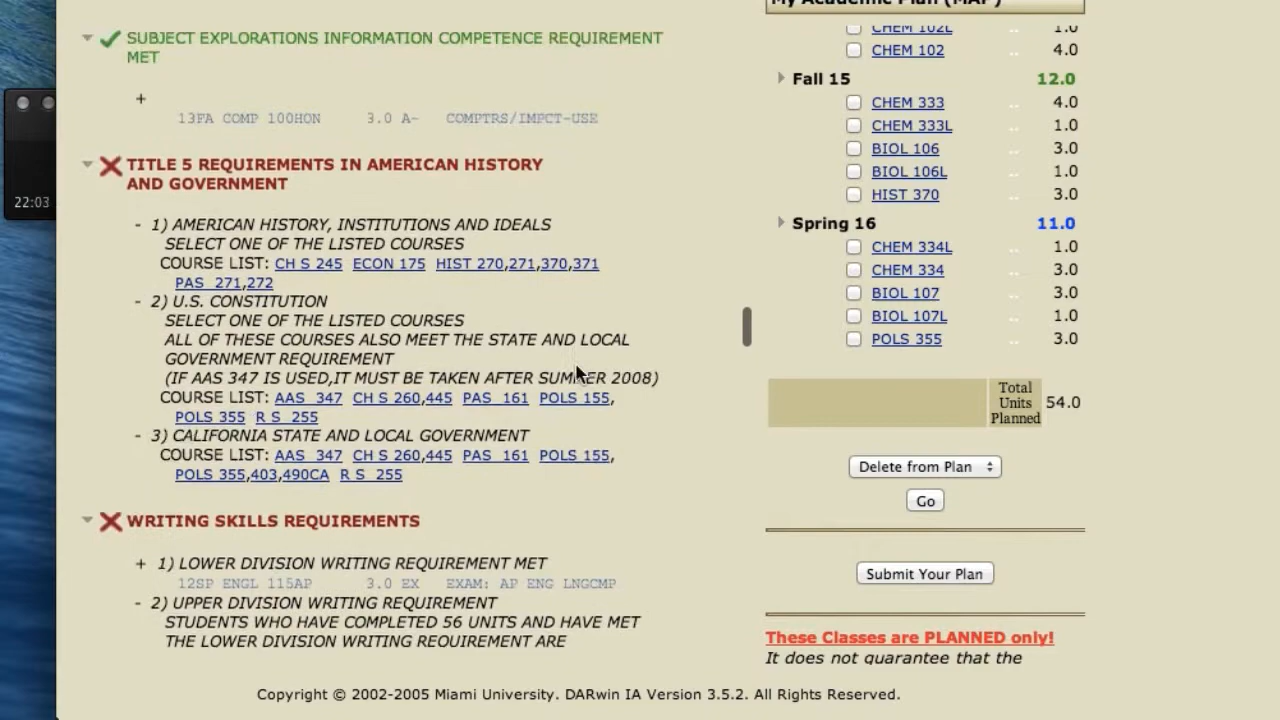 My Academic Plan (MAP)
SUBJECT EXPLORATIONS INFORMATION COMPETENCE REQUIREMENT
MET
+
13FA COMP 100HON 3.0 A- COMPTRS/IMPCT-USE
TITLE 5 REQUIREMENTS IN AMERICAN HISTORY
AND GOVERNMENT
- 1) AMERICAN HISTORY, INSTITUTIONS AND IDEALS
SELECT ONE OF THE LISTED COURSES
COURSE LIST: CH S 245 ECON 175 HIST 270,271,370,371
PAS 271,272
- 2) U.S. CONSTITUTION
SELECT ONE OF THE LISTED COURSES
ALL OF THESE COURSES ALSO MEET THE STATE AND LOCAL
GOVERNMENT REQUIREMENT
(IF AAS 347 IS USED,IT MUST BE TAKEN AFTER SUMMER 2008)
COURSE LIST: AAS 347 CH S 260,445 PAS 161 POLS 155,
POLS 355 R S 255
- 3) CALIFORNIA STATE AND LOCAL GOVERNMENT
COURSE LIST: AAS 347 CH S 260,445 PAS 161 POLS 155,
POLS 355,403,490CA R S 255
WRITING SKILLS REQUIREMENTS
+ 1) LOWER DIVISION WRITING REQUIREMENT MET
12SP ENGL 115AP 3.0 EX EXAM: AP ENG LNGCMP
- 2) UPPER DIVISION WRITING REQUIREMENT
STUDENTS WHO HAVE COMPLETED 56 UNITS AND HAVE MET
THE LOWER DIVISION WRITING REQUIREMENT ARE
CHEM 102L .. 1.0
CHEM 102 .. 4.0
Fall 15 12.0
CHEM 333 .. 4.0
CHEM 333L .. 1.0
BIOL 106 .. 3.0
BIOL 106L .. 1.0
HIST 370 .. 3.0
Spring 16 11.0
CHEM 334L .. 1.0
CHEM 334 .. 3.0
BIOL 107 .. 3.0
BIOL 107L .. 1.0
POLS 355 .. 3.0
Total
Units
Planned
54.0
Delete from Plan
Go
Submit Your Plan
These Classes are PLANNED only!
It does not guarantee that the
22:03
Copyright © 2002-2005 Miami University. DARwin IA Version 3.5.2. All Rights Reserved.